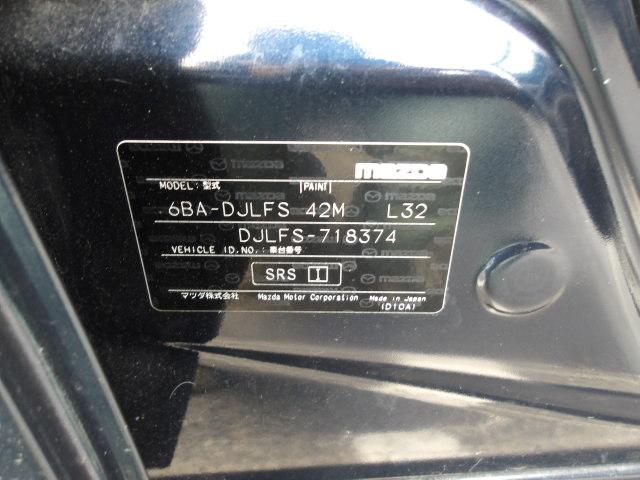 mazda
MODEL:型式 PAINT
6BA-DJLFS 42M L32
DJLFS-718374
VEHICLE ID.NO.:車台番号
SRS I
マツダ株式会社 Mazda Motor Corporation Made in Japan
(D10A)